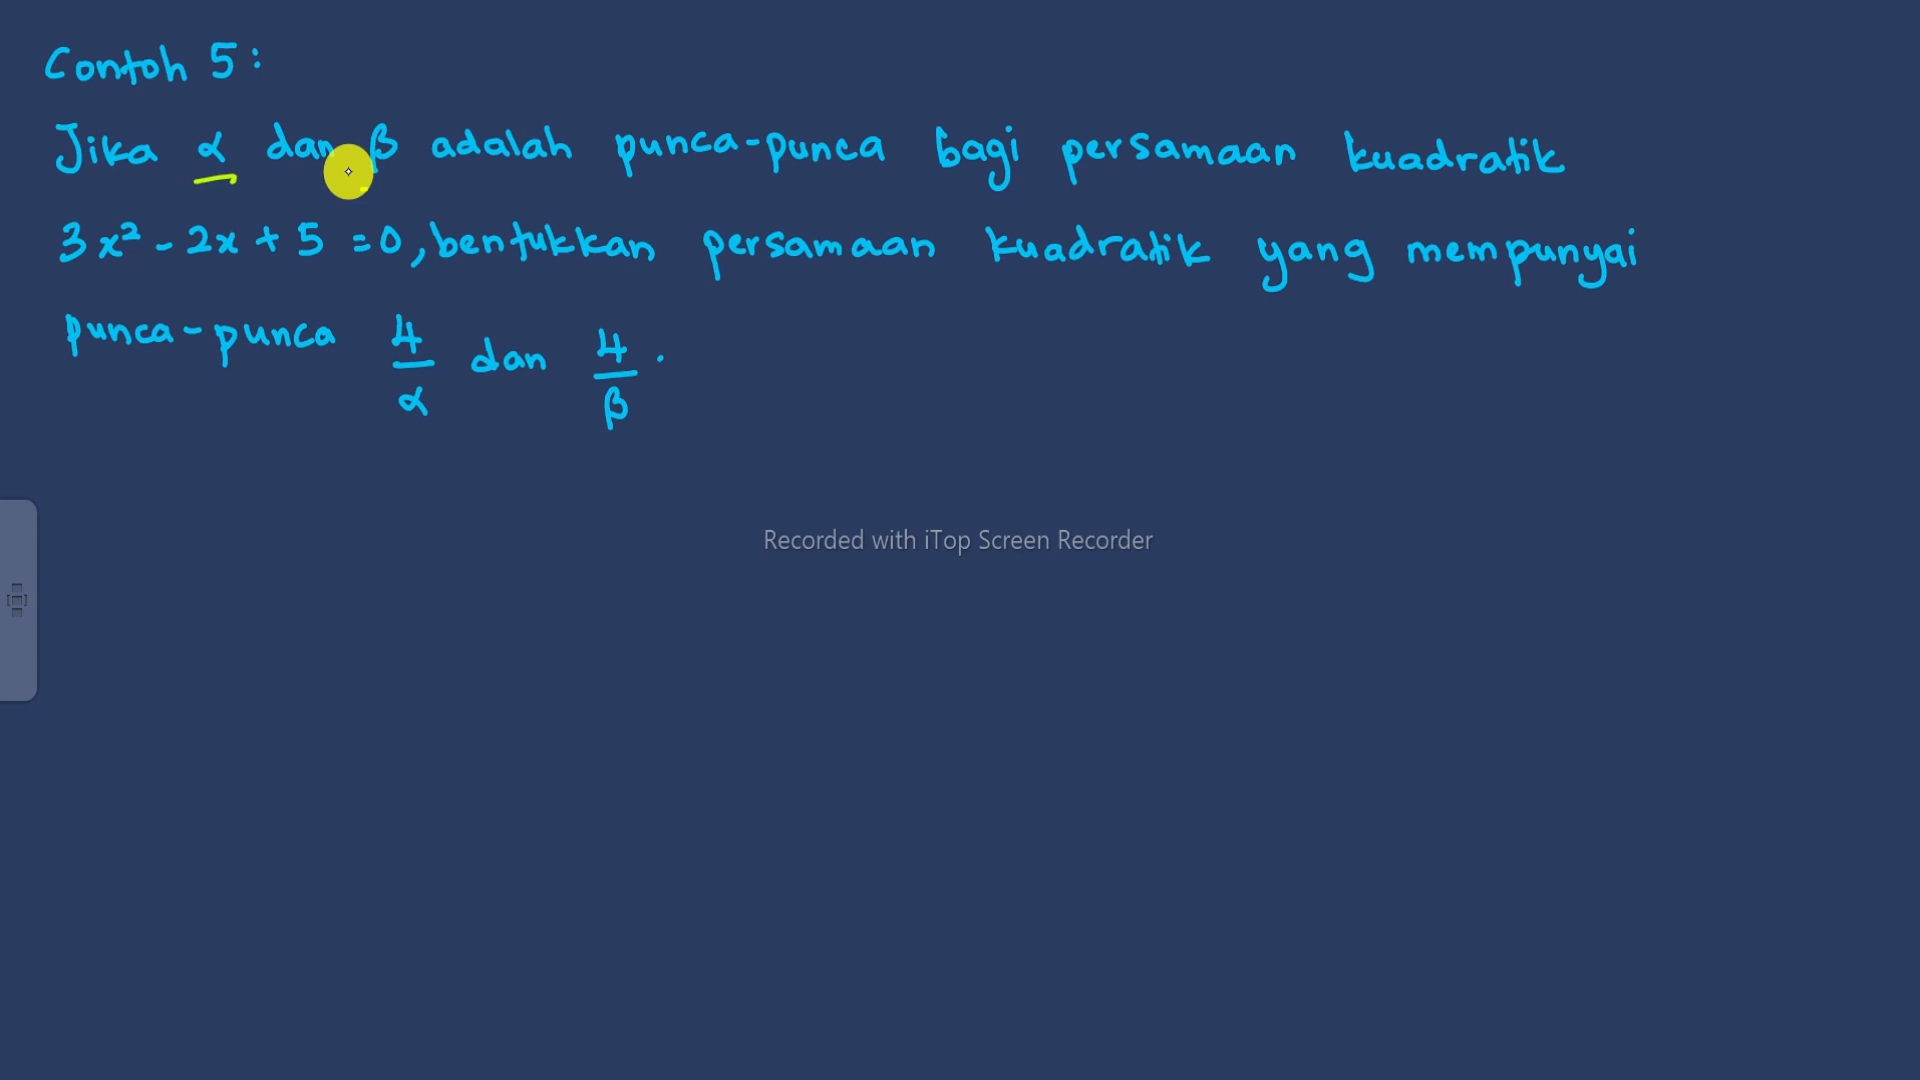 Contoh 5:
Jika α dan β adalah punca-punca bagi persamaan kuadratik
3x² - 2x + 5 = 0, bentukkan persamaan kuadratik yang mempunyai
punca-punca 4/α dan 4/β.
Recorded with iTop Screen Recorder